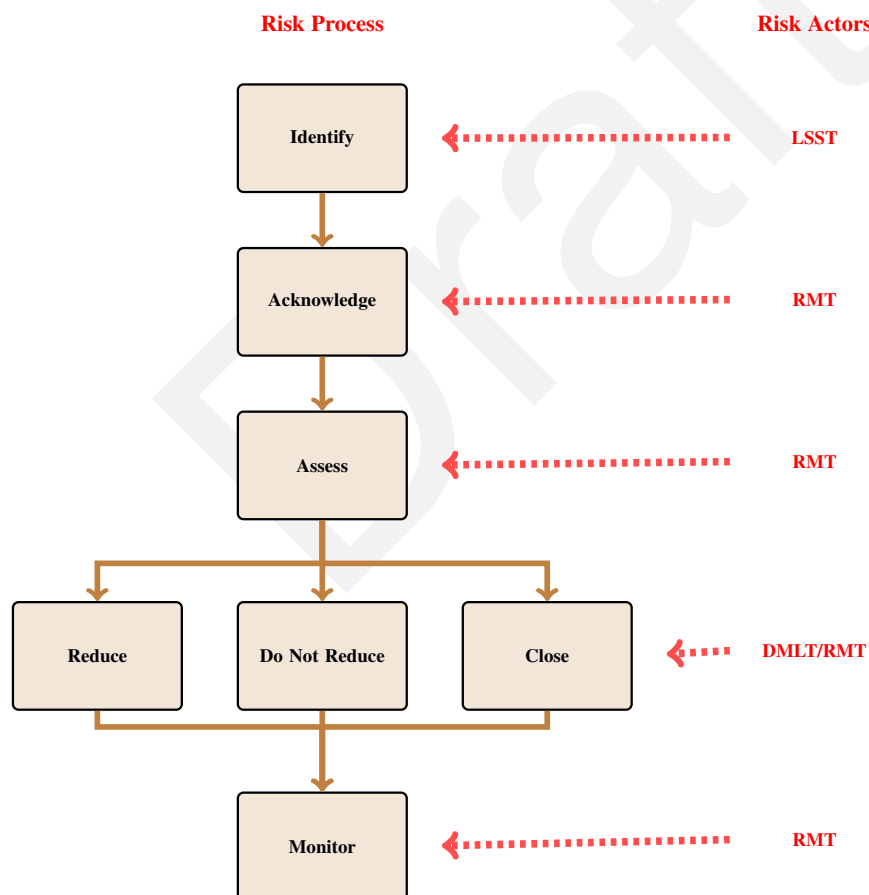 Risk Process
Risk Actors
Identify
LSST
Acknowledge
RMT
Assess
RMT
Reduce
Do Not Reduce
Close
DMLT/RMT
Monitor
RMT
Draft